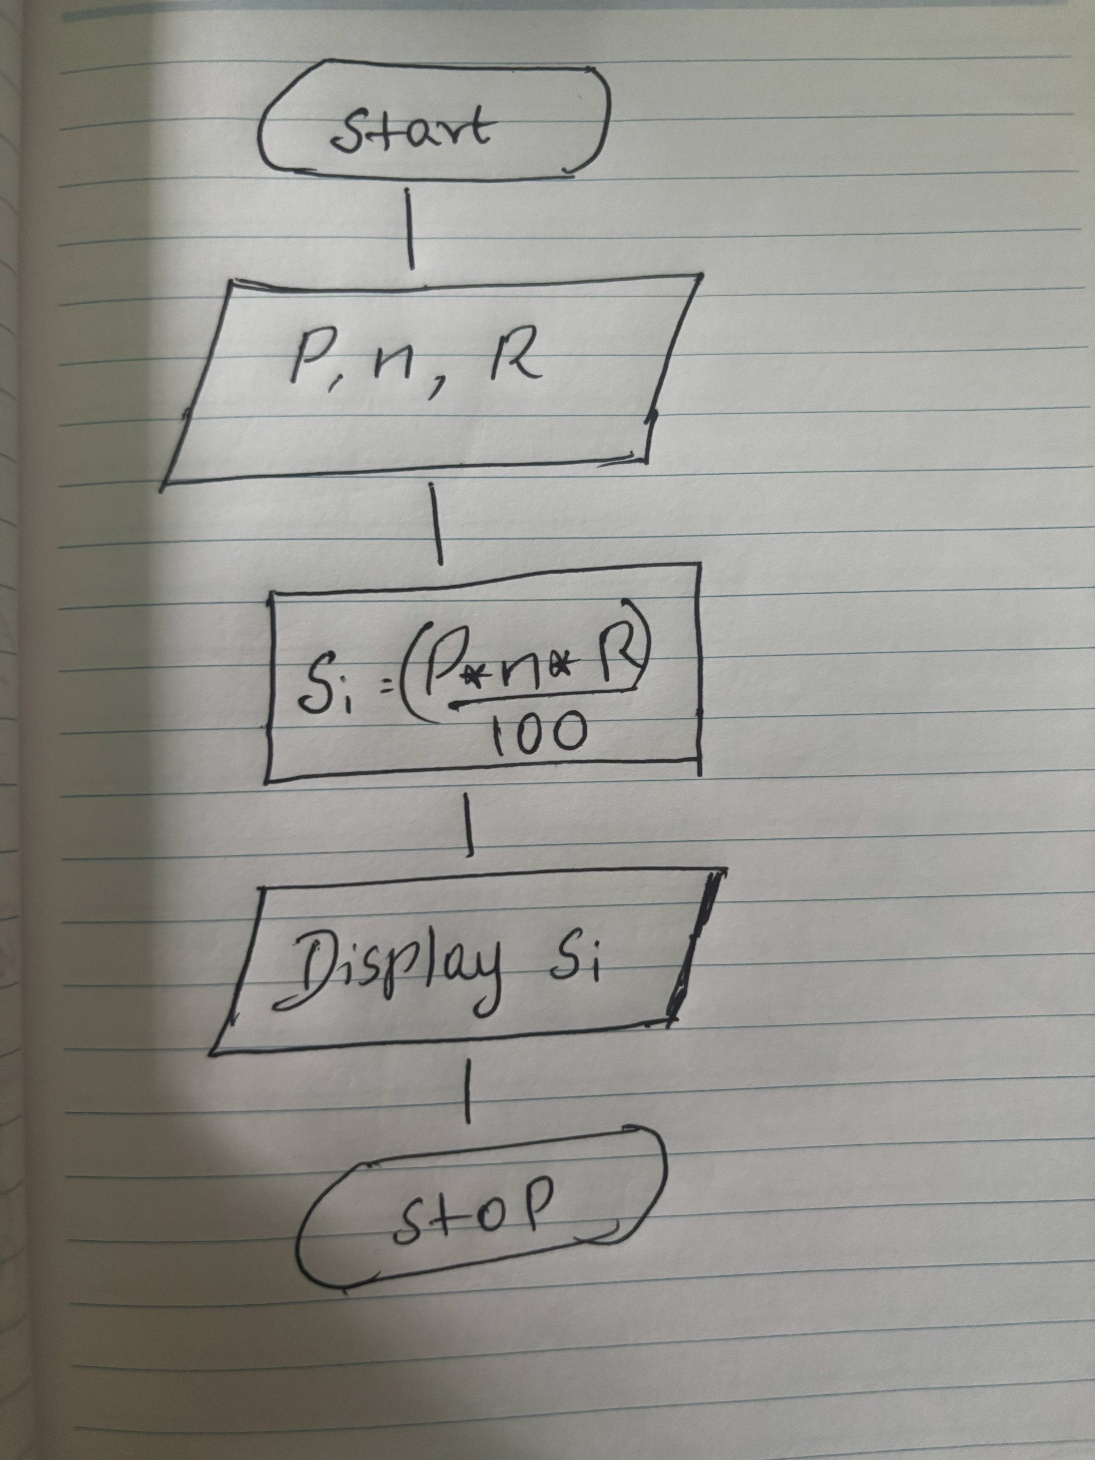 Start
P, n, R
Si = (P*n*R)
100
Display Si
Stop